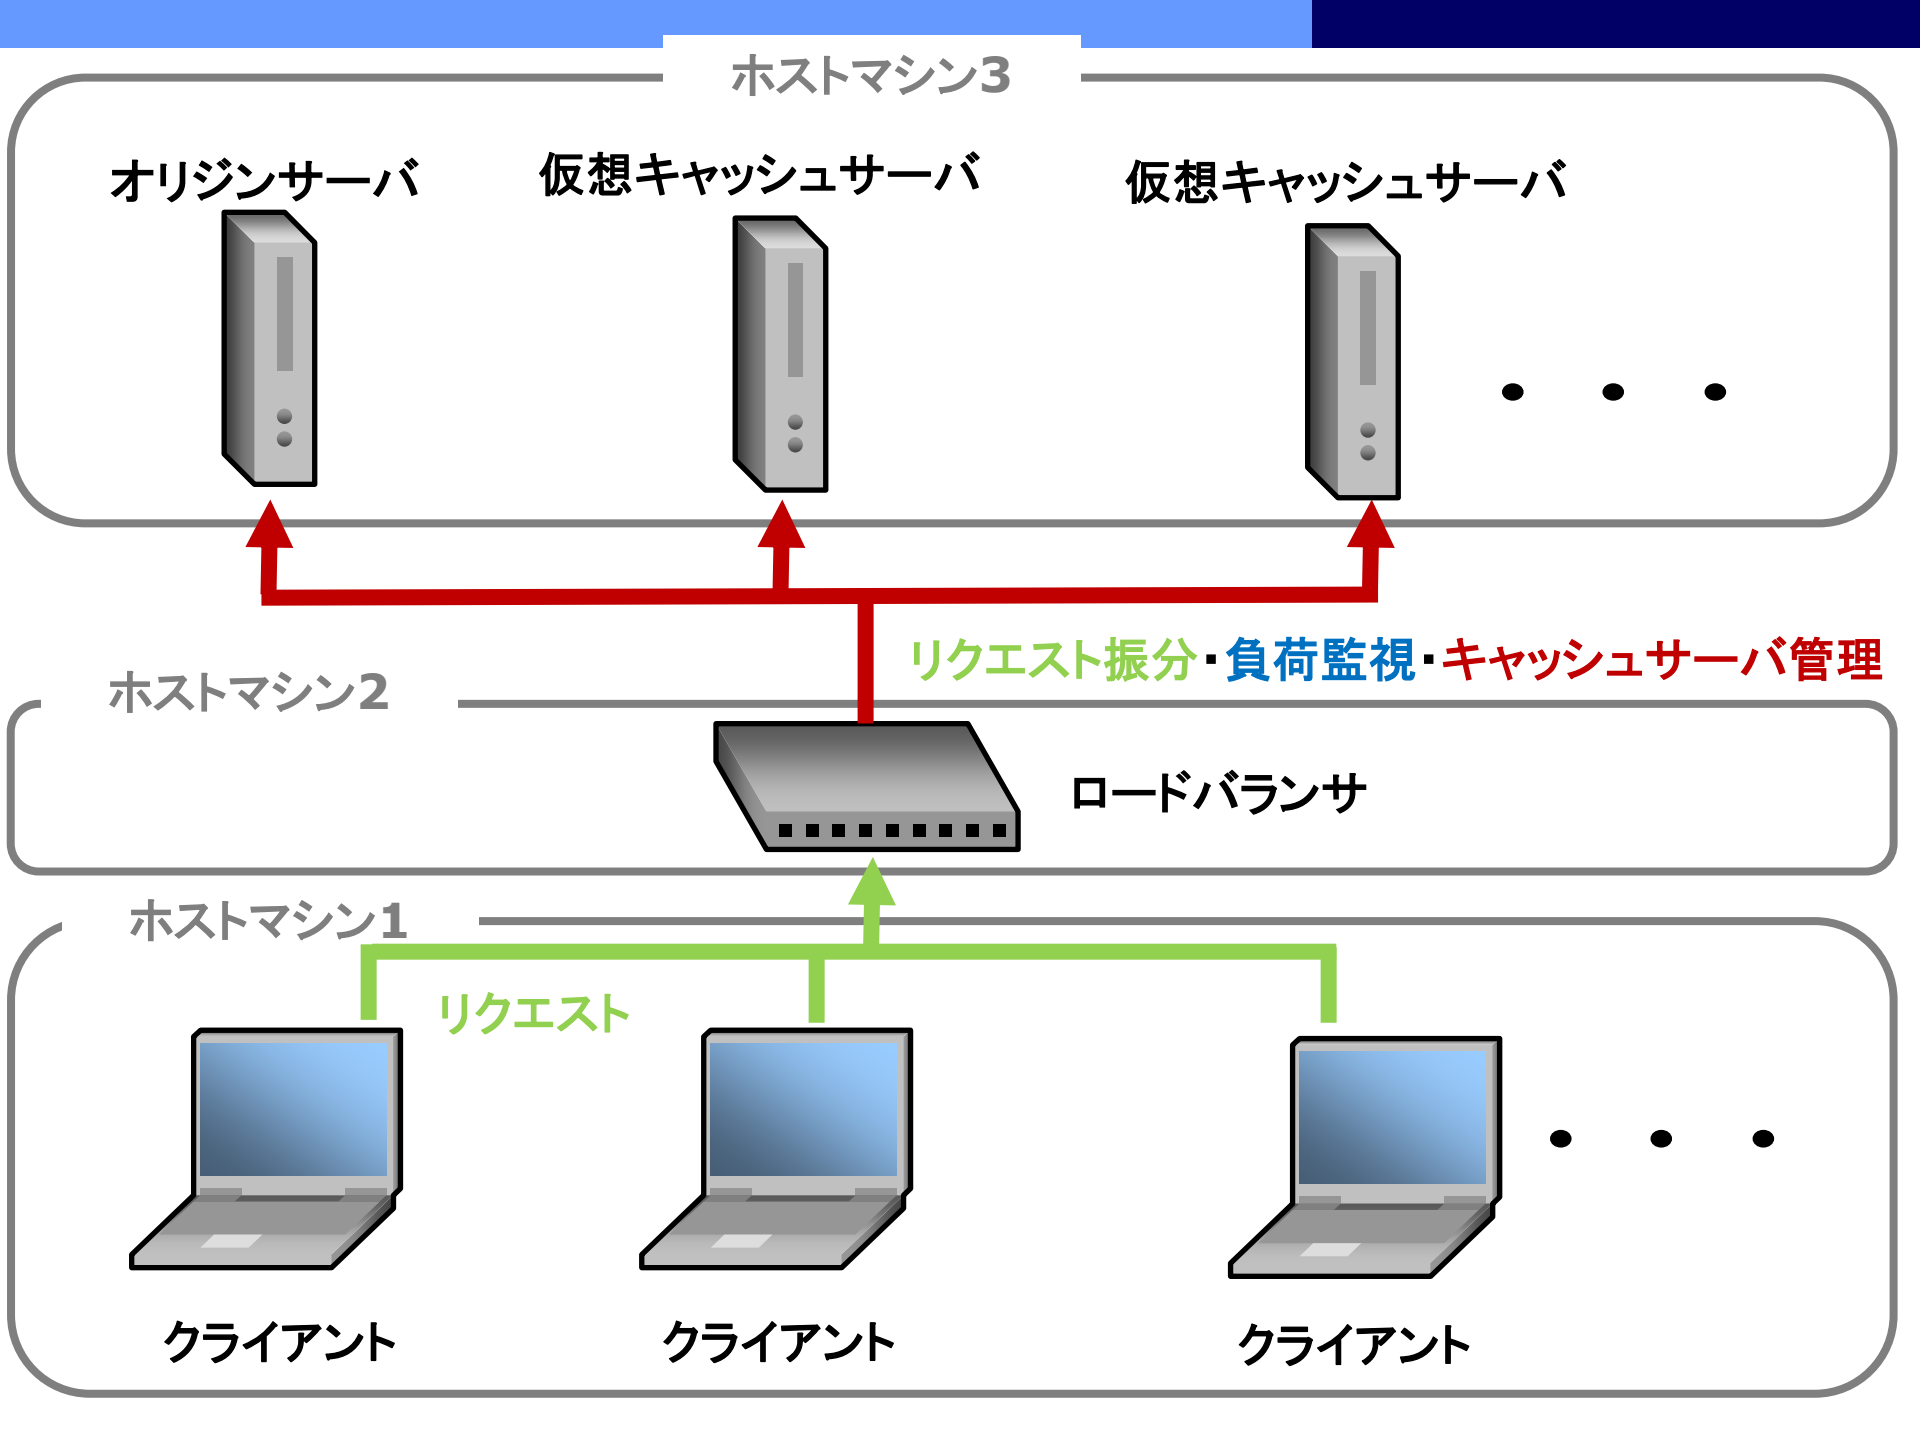 ホストマシン3
オリジンサーバ
仮想キャッシュサーバ
仮想キャッシュサーバ
・・・
リクエスト振分・負荷監視・キャッシュサーバ管理
ホストマシン2
ロードバランサ
ホストマシン1
リクエスト
・・・
クライアント
クライアント
クライアント